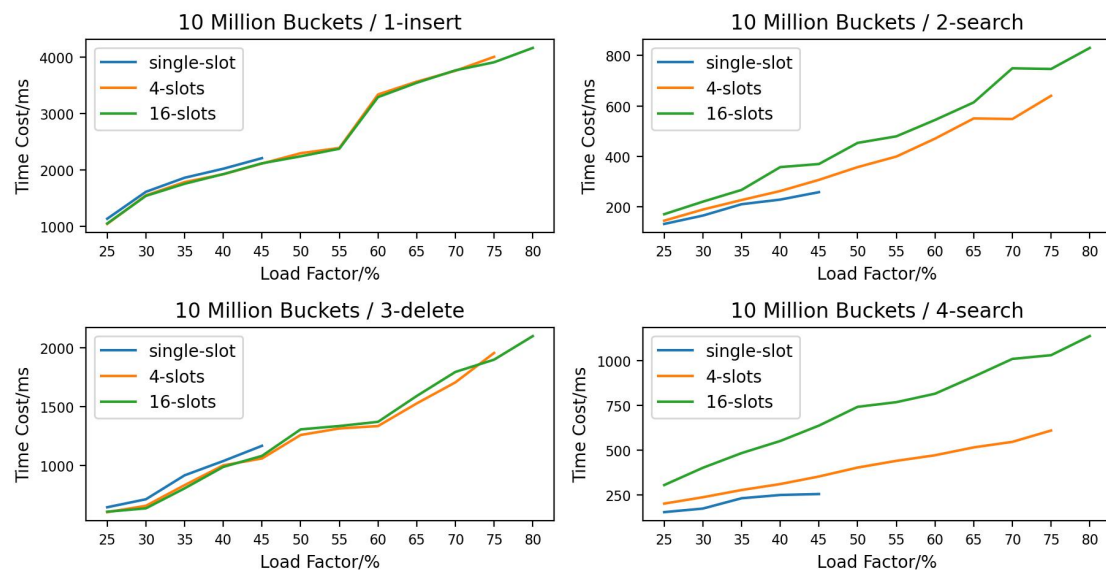 10 Million Buckets / 1-insert
Time Cost/ms
4000
3000
2000
1000
single-slot
4-slots
16-slots
25 30 35 40 45 50 55 60 65 70 75 80
Load Factor/%
10 Million Buckets / 2-search
Time Cost/ms
800
600
400
200
single-slot
4-slots
16-slots
25 30 35 40 45 50 55 60 65 70 75 80
Load Factor/%
10 Million Buckets / 3-delete
Time Cost/ms
2000
1500
1000
single-slot
4-slots
16-slots
25 30 35 40 45 50 55 60 65 70 75 80
Load Factor/%
10 Million Buckets / 4-search
Time Cost/ms
1000
750
500
250
single-slot
4-slots
16-slots
25 30 35 40 45 50 55 60 65 70 75 80
Load Factor/%